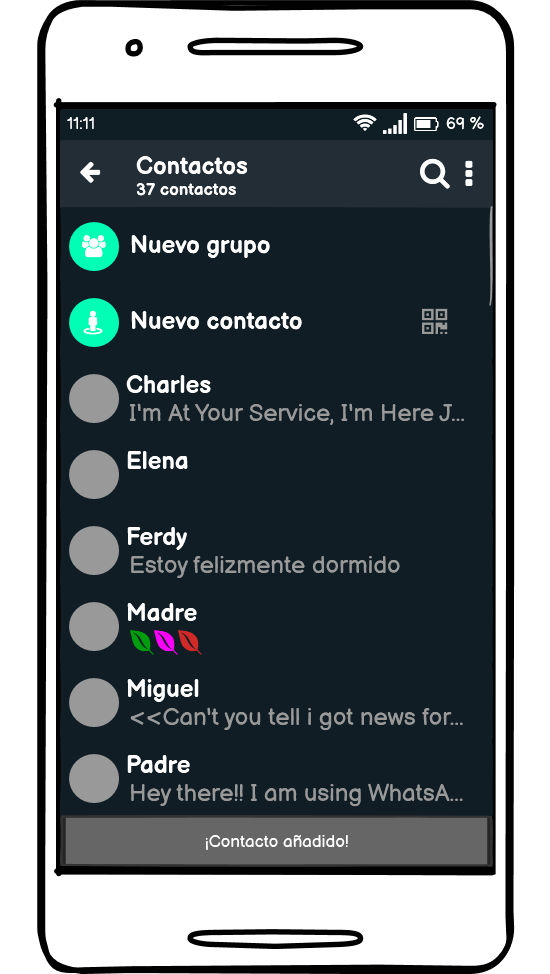 11:11 69 %
Contactos
37 contactos
Nuevo grupo
Nuevo contacto
Charles
I'm At Your Service, I'm Here J...
Elena
Ferdy
Estoy felizmente dormido
Madre
Miguel
<<Can't you tell i got news for...
Padre
Hey there!! I am using WhatsA...
¡Contacto añadido!